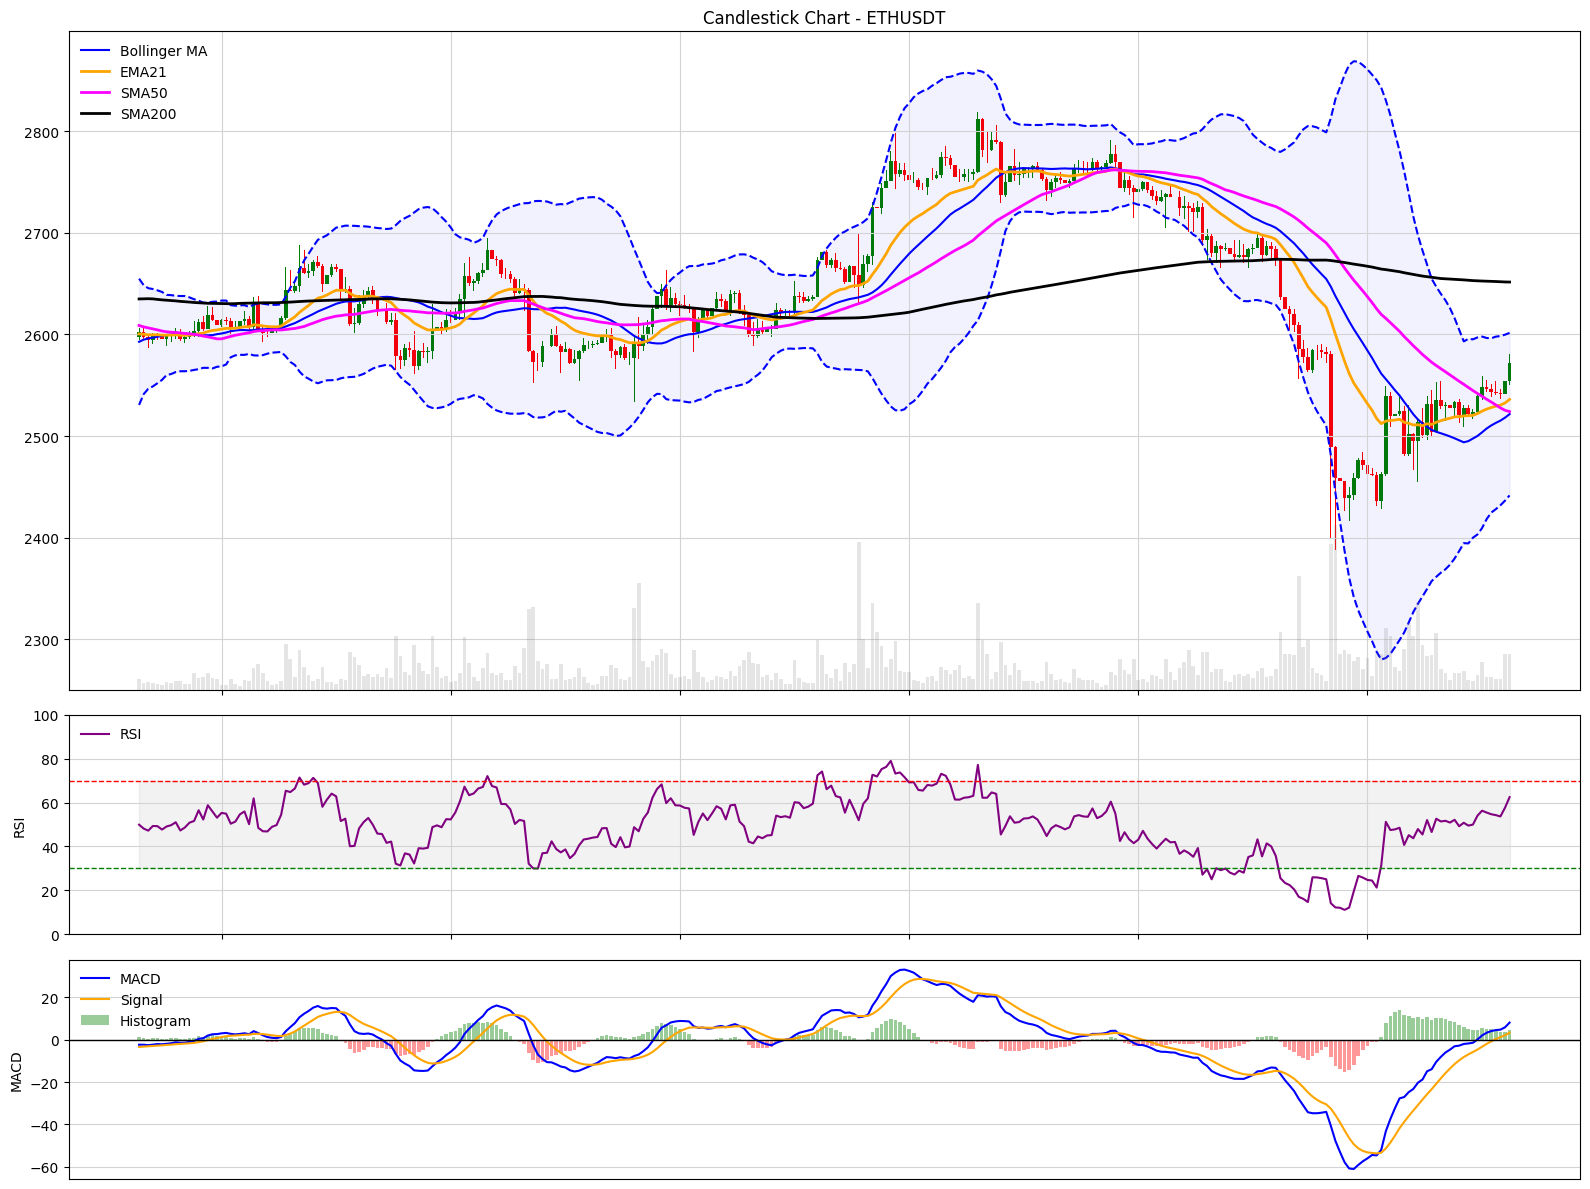 Candlestick Chart - ETHUSDT
Bollinger MA
EMA21
SMA50
SMA200
2800
2700
2600
2500
2400
2300
RSI
100
80
60
40
20
0
RSI
MACD
Signal
Histogram
20
0
−20
−40
−60
MACD